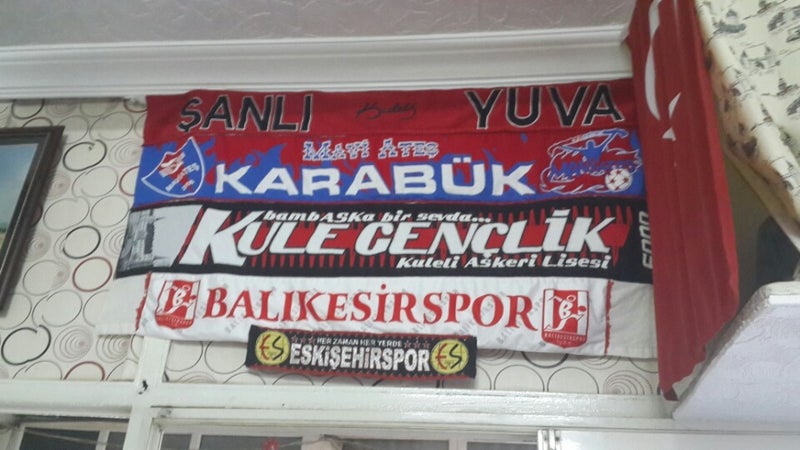 ŞANLI YUVA
MAVİ ATEŞ
KARABÜK
bambAŞKa bir sevda...
KULE GENÇLİK
Kuleli Askeri Lisesi
BALIKESİRSPOR
HER ZAMAN HER YERDE
ES ESKİŞEHİRSPOR ES